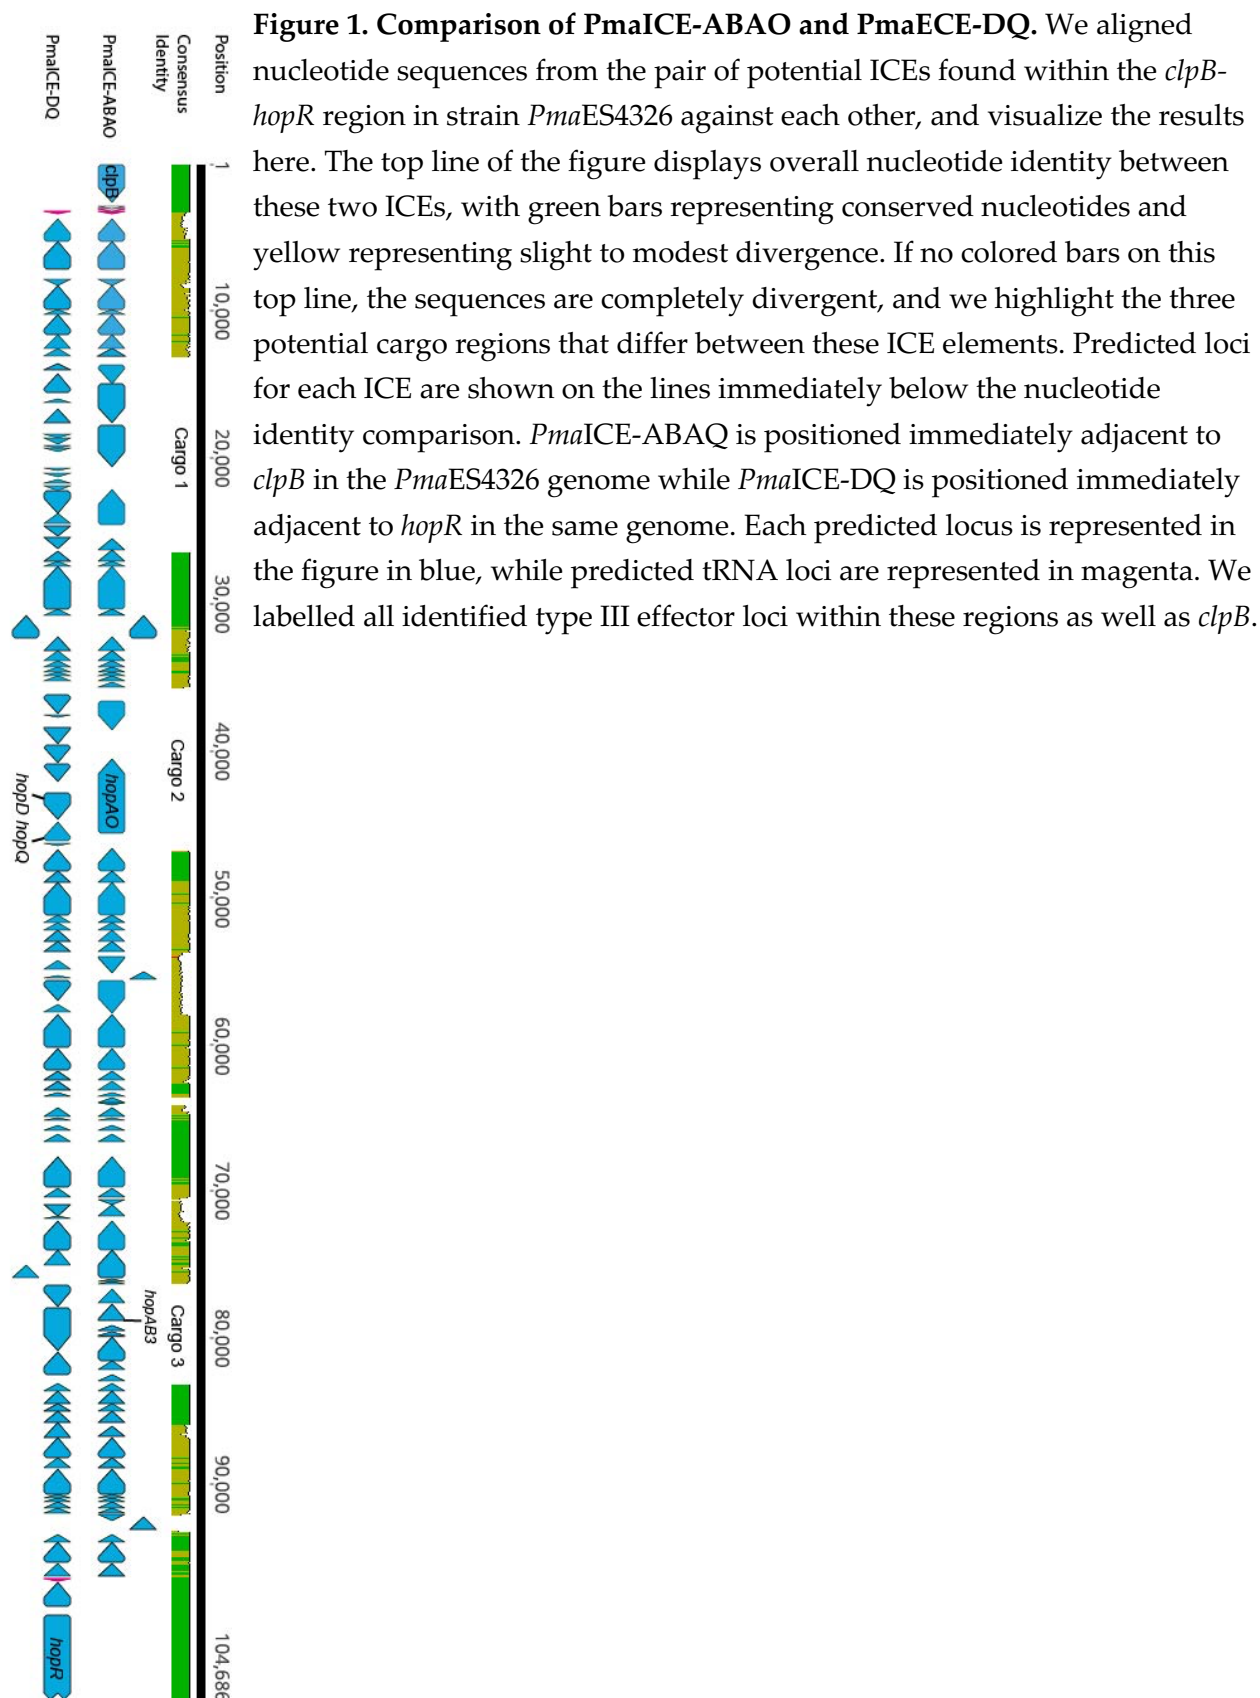 Figure 1. Comparison of PmaICE-ABAO and PmaECE-DQ. We aligned
nucleotide sequences from the pair of potential ICEs found within the clpB-
hopR region in strain PmaES4326 against each other, and visualize the results
here. The top line of the figure displays overall nucleotide identity between
these two ICEs, with green bars representing conserved nucleotides and
yellow representing slight to modest divergence. If no colored bars on this
top line, the sequences are completely divergent, and we highlight the three
potential cargo regions that differ between these ICE elements. Predicted loci
for each ICE are shown on the lines immediately below the nucleotide
identity comparison. PmaICE-ABAQ is positioned immediately adjacent to
clpB in the PmaES4326 genome while PmaICE-DQ is positioned immediately
adjacent to hopR in the same genome. Each predicted locus is represented in
the figure in blue, while predicted tRNA loci are represented in magenta. We
labelled all identified type III effector loci within these regions as well as clpB.
Position
1
10,000
20,000
30,000
40,000
50,000
60,000
70,000
80,000
90,000
104,686
Consensus
Identity
Cargo 1
Cargo 2
Cargo 3
hopAB3
PmaICE-ABAO
clpB
hopAO
PmaICE-DQ
hopR
hopD hopQ